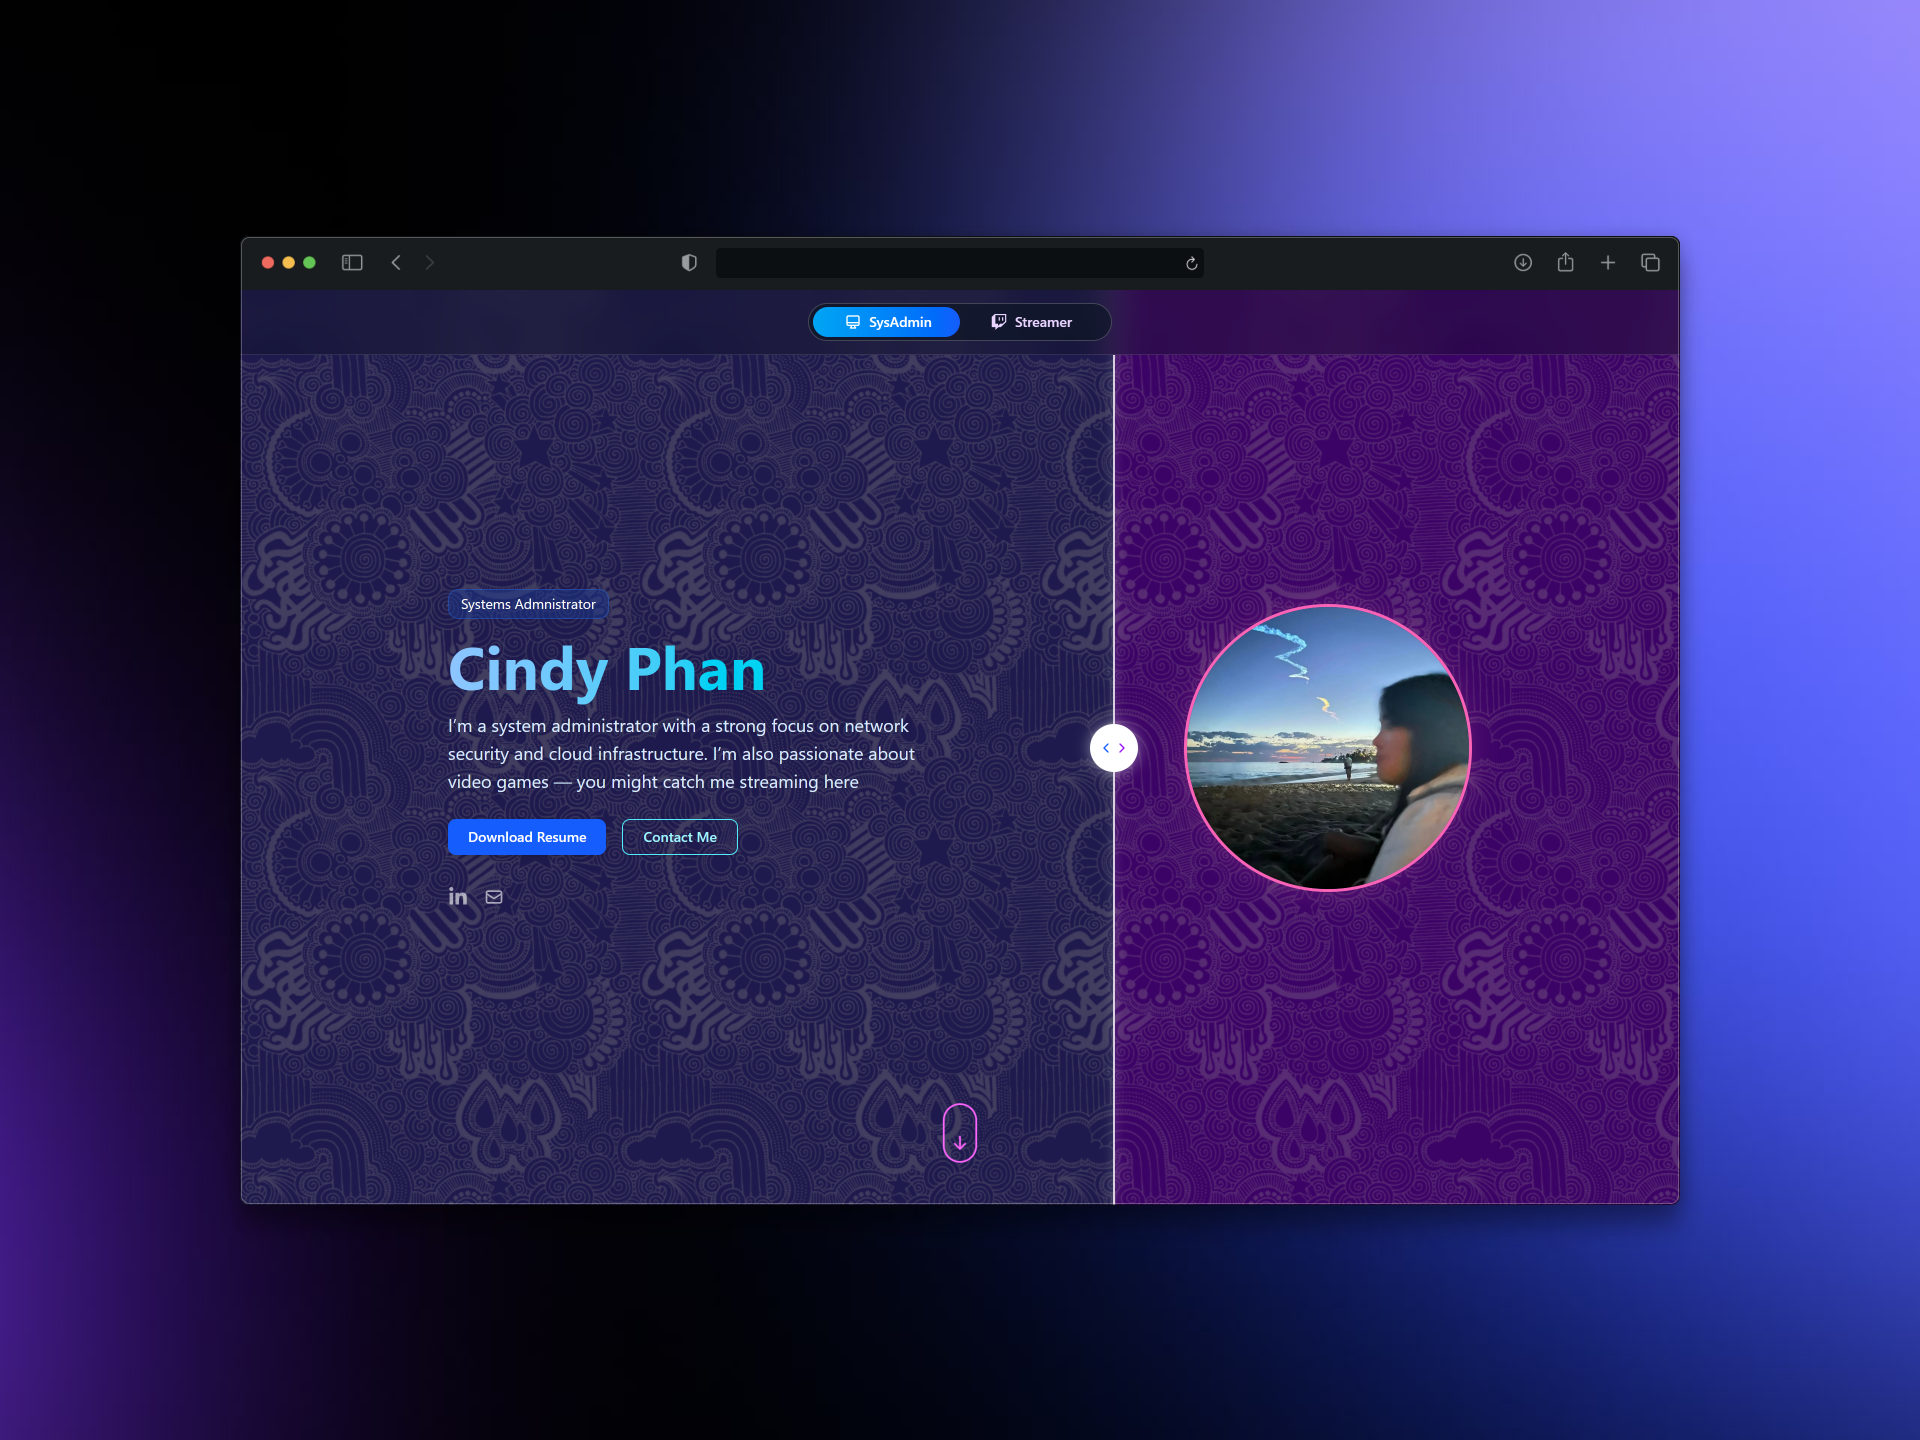 SysAdmin
Streamer
Systems Admnistrator
Cindy Phan
I'm a system administrator with a strong focus on network
security and cloud infrastructure. I'm also passionate about
video games — you might catch me streaming here
Download Resume
Contact Me